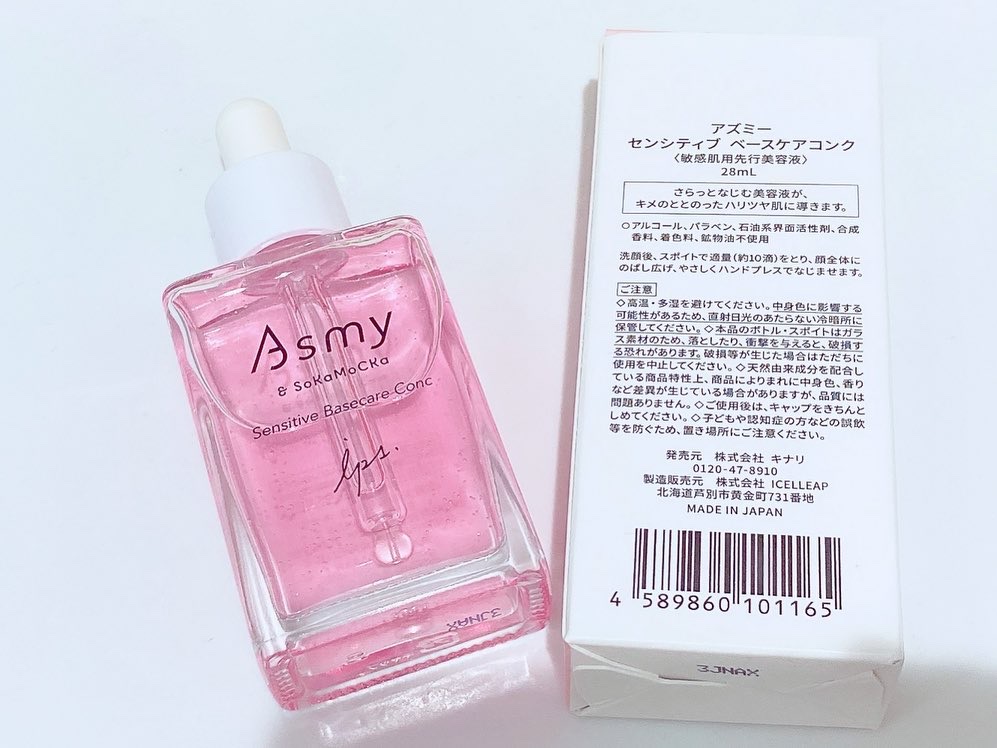 Asmy
& SoKaMoCKa
Sensitive Basecare Conc
ips.
3JNAX
アズミー
センシティブ ベースケアコンク
〈敏感肌用先行美容液〉
28mL
さらっとなじむ美容液が、
キメのととのったハリツヤ肌に導きます。
○アルコール、パラベン、石油系界面活性剤、合成
香料、着色料、鉱物油不使用
洗顔後、スポイトで適量(約10滴)をとり、顔全体に
のばし広げ、やさしくハンドプレスでなじませます。
ご注意
◇高温・多湿を避けてください。中身色に影響する
可能性があるため、直射日光のあたらない冷暗所に
保管してください。◇本品のボトル・スポイトはガラ
ス素材のため、落としたり、衝撃を与えると、破損す
る恐れがあります。破損等が生じた場合はただちに
使用を中止してください。◇天然由来成分を配合し
ている商品特性上、商品によりまれに中身色、香り
など差異が生じている場合がありますが、品質には
問題ありません。◇ご使用後は、キャップをきちんと
しめてください。◇子どもや認知症の方などの誤飲
等を防ぐため、置き場所にご注意ください。
発売元 株式会社 キナリ
0120-47-8910
製造販売元 株式会社 ICELLEAP
北海道芦別市黄金町731番地
MADE IN JAPAN
4 589860 101165
3JNAX